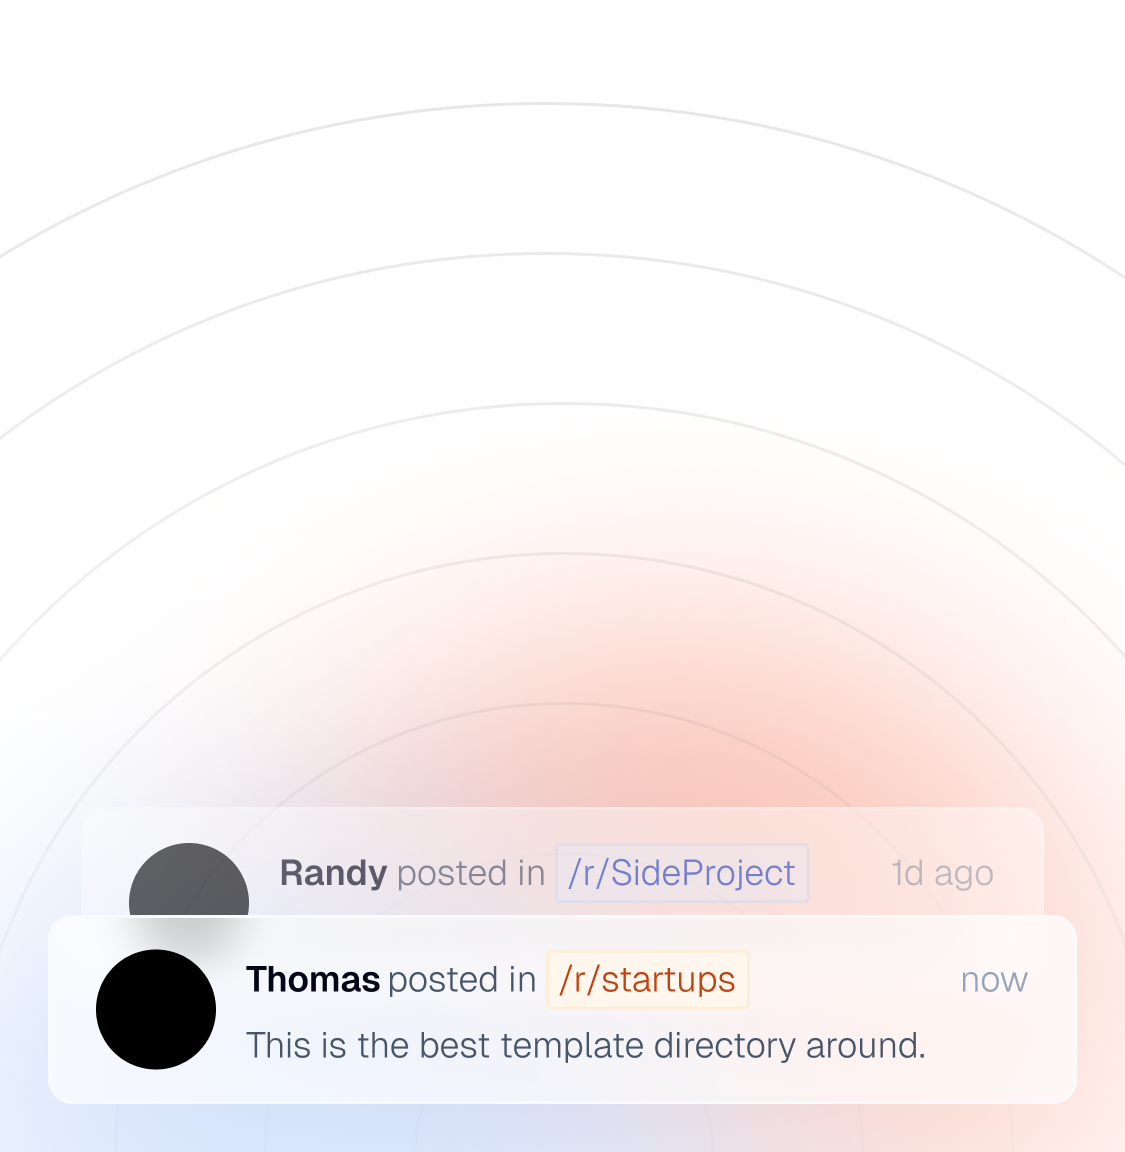 Randy posted in /r/SideProject 1d ago
Thomas posted in /r/startups now
This is the best template directory around.